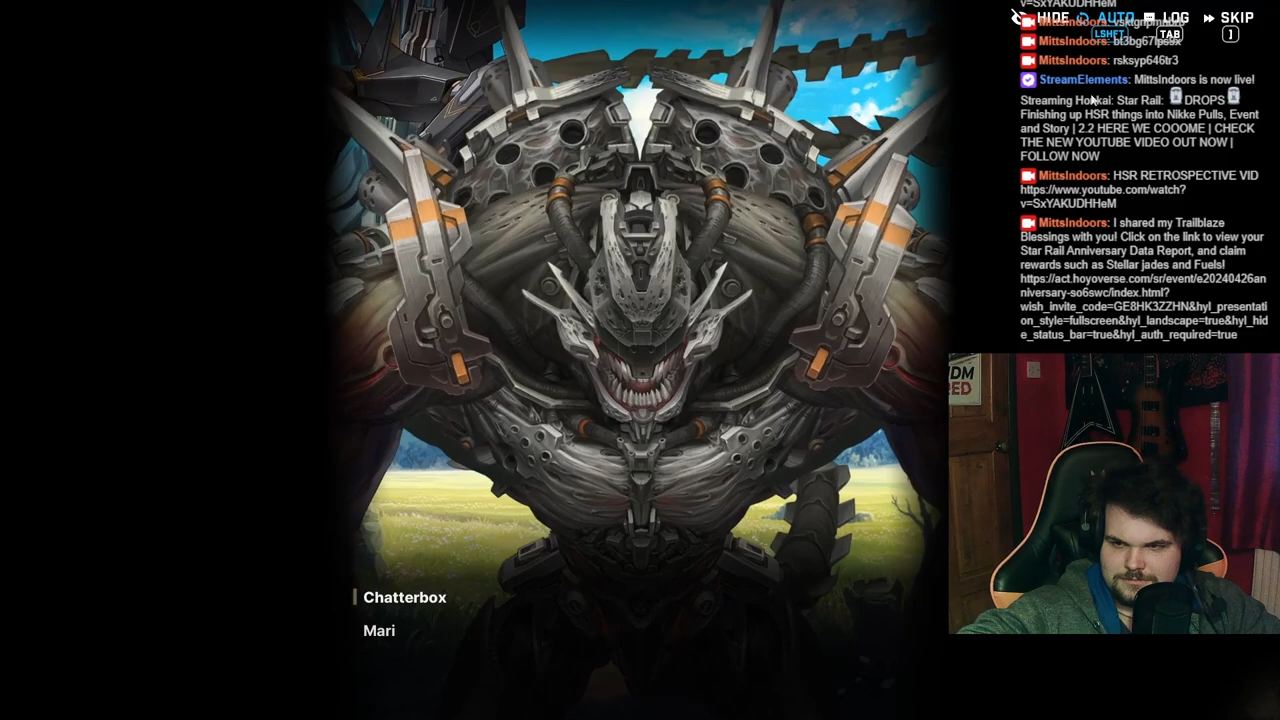 HIDE AUTO LOG SKIP
LSHFT TAB ]
MittsIndoors:
MittsIndoors:
MittsIndoors: rsksyp646tr3
StreamElements: MittsIndoors is now live!
Streaming Honkai: Star Rail: DROPS
Finishing up HSR things into Nikke Pulls, Event
and Story | 2.2 HERE WE COOOME | CHECK
THE NEW YOUTUBE VIDEO OUT NOW |
FOLLOW NOW
MittsIndoors: HSR RETROSPECTIVE VID
https://www.youtube.com/watch?
v=SxYAKUDHHeM
MittsIndoors: I shared my Trailblaze
Blessings with you! Click on the link to view your
Star Rail Anniversary Data Report, and claim
rewards such as Stellar jades and Fuels!
https://act.hoyoverse.com/sr/event/e20240426an
niversary-so6swc/index.html?
wish_invite_code=GE8HK3ZZHN&hyl_presentati
on_style=fullscreen&hyl_landscape=true&hyl_hid
e_status_bar=true&hyl_auth_required=true
Chatterbox
Mari